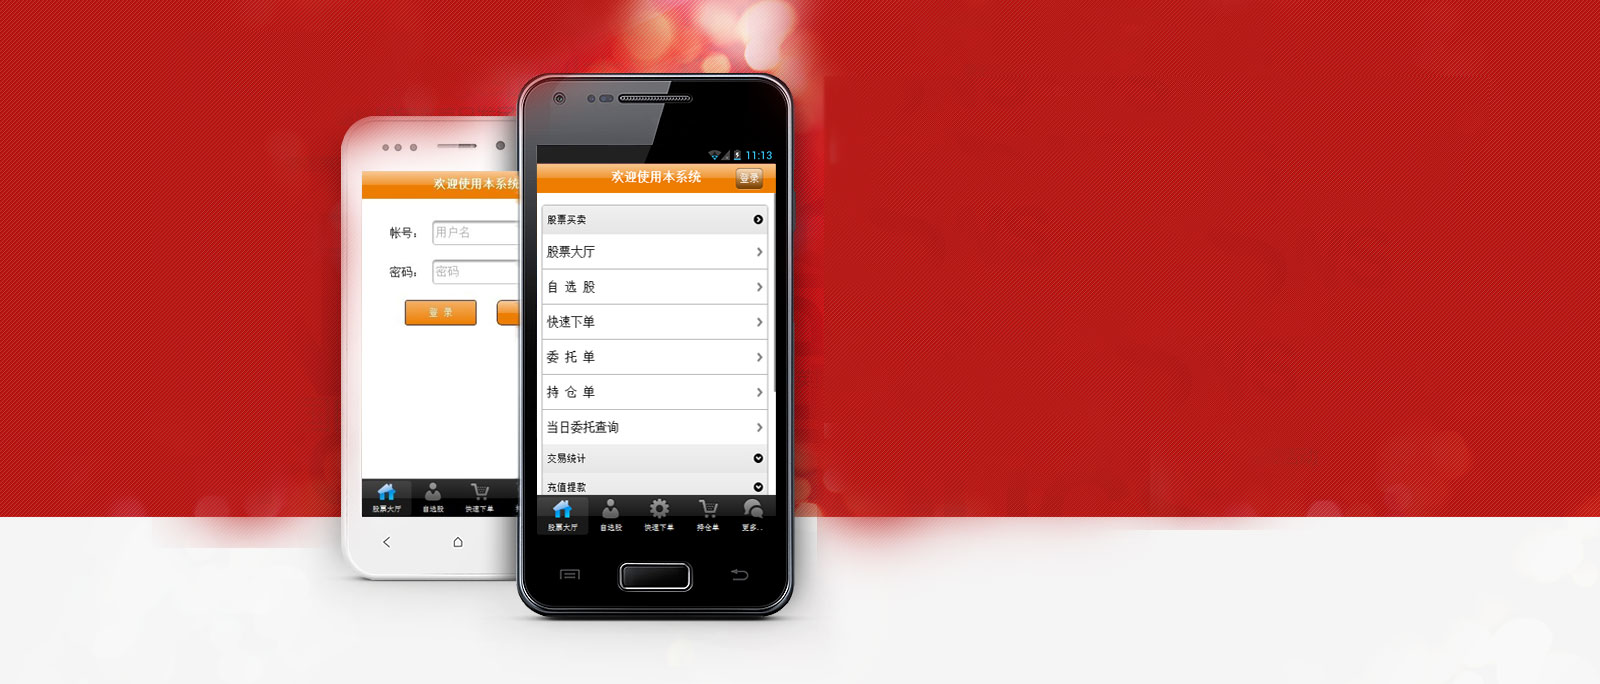 欢迎使用本系统
帐号：
用户名
密码：
密码
登 录
股票大厅
自选股
快速下单
11:13
欢迎使用本系统
登录
股票买卖
股票大厅
自 选 股
快速下单
委 托 单
持 仓 单
当日委托查询
交易统计
充值提款
股票大厅
自选股
快速下单
持仓单
更多..